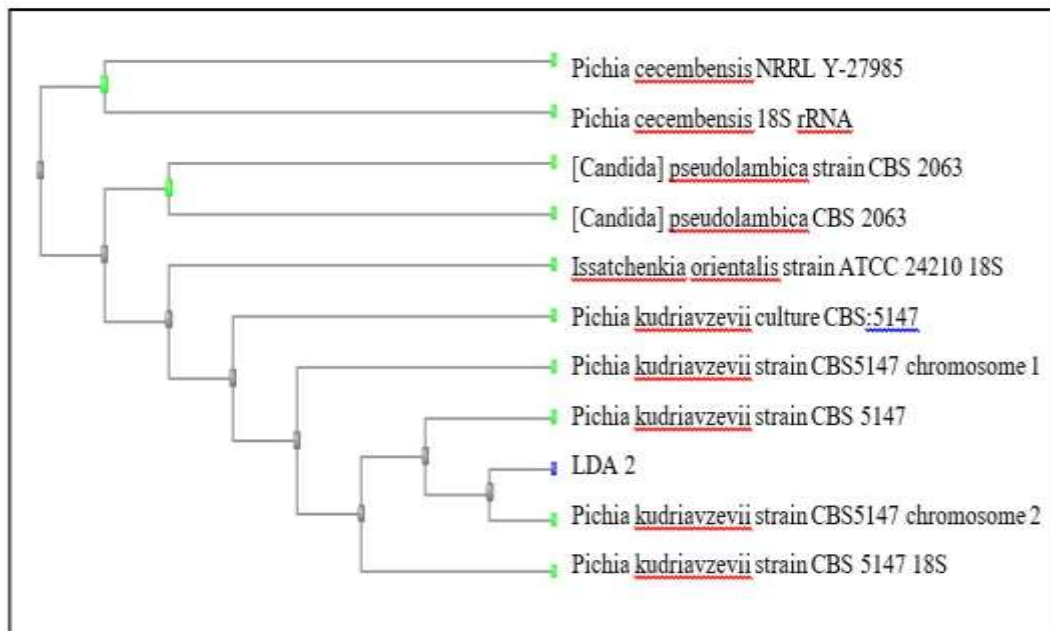 Pichia cecembensis NRRL Y-27985
Pichia cecembensis 18S rRNA
[Candida] pseudolambica strain CBS 2063
[Candida] pseudolambica CBS 2063
Issatchenkia orientalis strain ATCC 24210 18S
Pichia kudriavzevii culture CBS:5147
Pichia kudriavzevii strain CBS5147 chromosome 1
Pichia kudriavzevii strain CBS 5147
LDA 2
Pichia kudriavzevii strain CBS5147 chromosome 2
Pichia kudriavzevii strain CBS 5147 18S